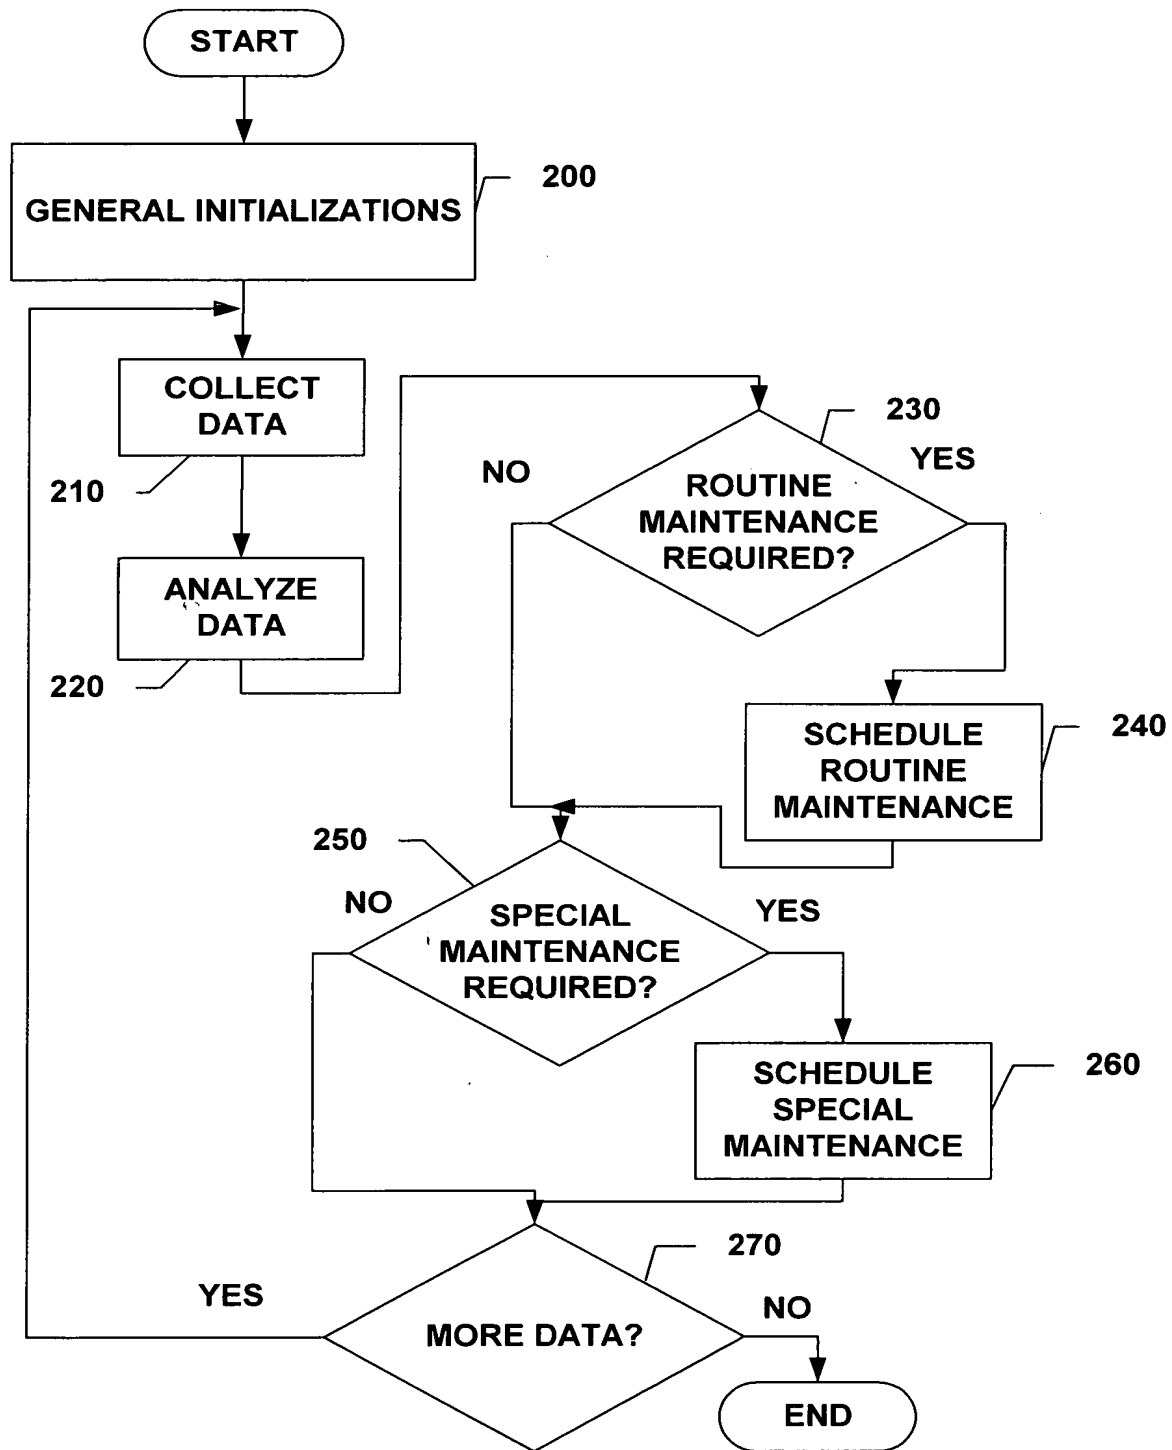 START
GENERAL INITIALIZATIONS
200
COLLECT
DATA
210
ANALYZE
DATA
220
230
NO
YES
ROUTINE
MAINTENANCE
REQUIRED?
SCHEDULE
ROUTINE
MAINTENANCE
240
250
NO
YES
SPECIAL
MAINTENANCE
REQUIRED?
SCHEDULE
SPECIAL
MAINTENANCE
260
270
YES
NO
MORE DATA?
END